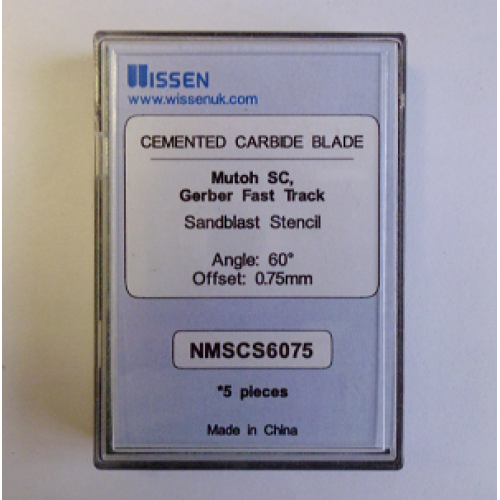 WISSEN
www.wissenuk.com
CEMENTED CARBIDE BLADE
Mutoh SC,
Gerber Fast Track
Sandblast Stencil
Angle: 60°
Offset: 0.75mm
NMSCS6075
*5 pieces
Made in China